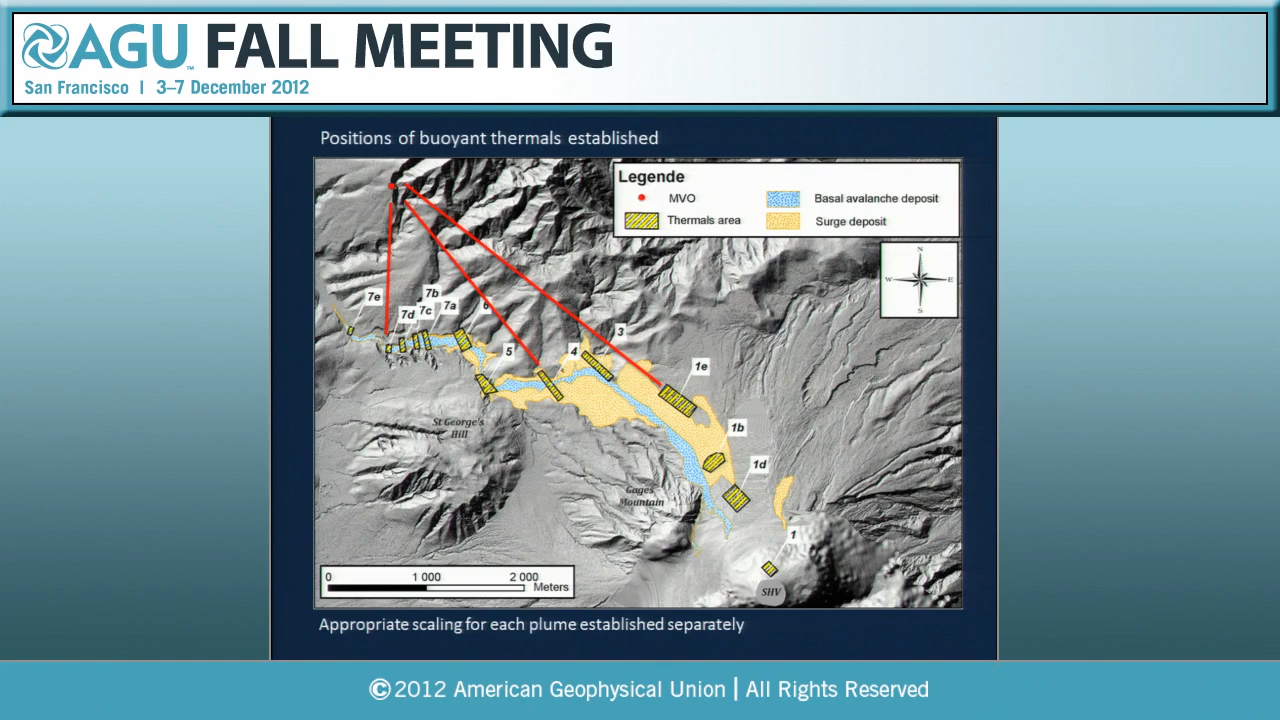 AGU™ FALL MEETING
San Francisco | 3–7 December 2012
Positions of buoyant thermals established
Legende
MVO
Basal avalanche deposit
Thermals area
Surge deposit
N
W E
S
7e
7b
7d
7c
7a
6
5
4
3
1e
1b
1d
1
St George's
Hill
Gages
Mountain
SHV
0 1 000 2 000
Meters
Appropriate scaling for each plume established separately
©2012 American Geophysical Union | All Rights Reserved